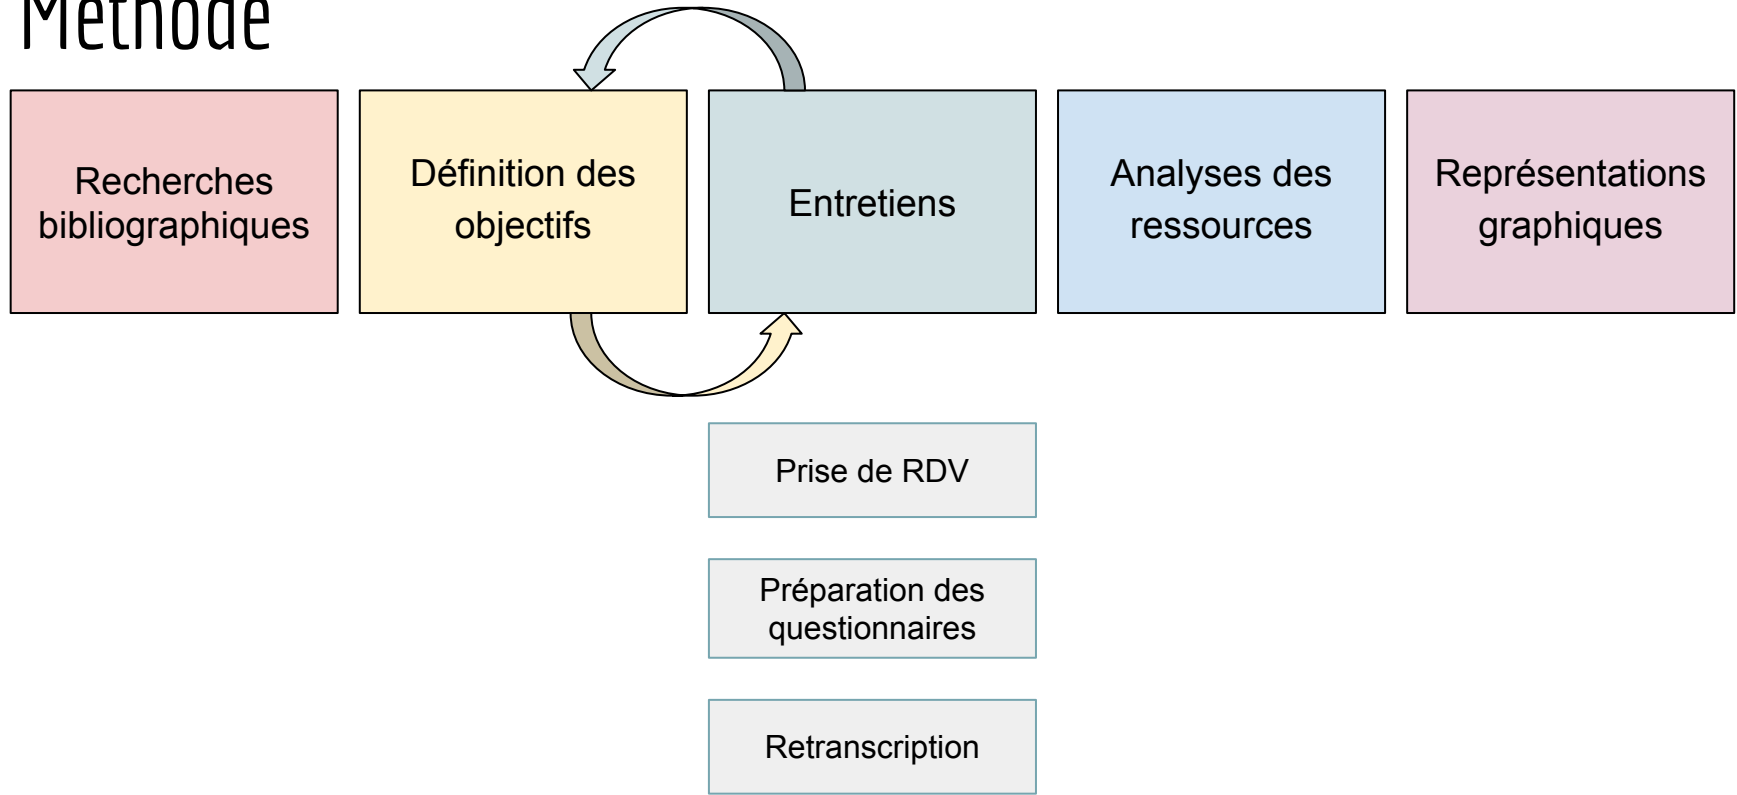 Méthode
Recherches
bibliographiques
Définition des
objectifs
Entretiens
Analyses des
ressources
Représentations
graphiques
Prise de RDV
Préparation des
questionnaires
Retranscription